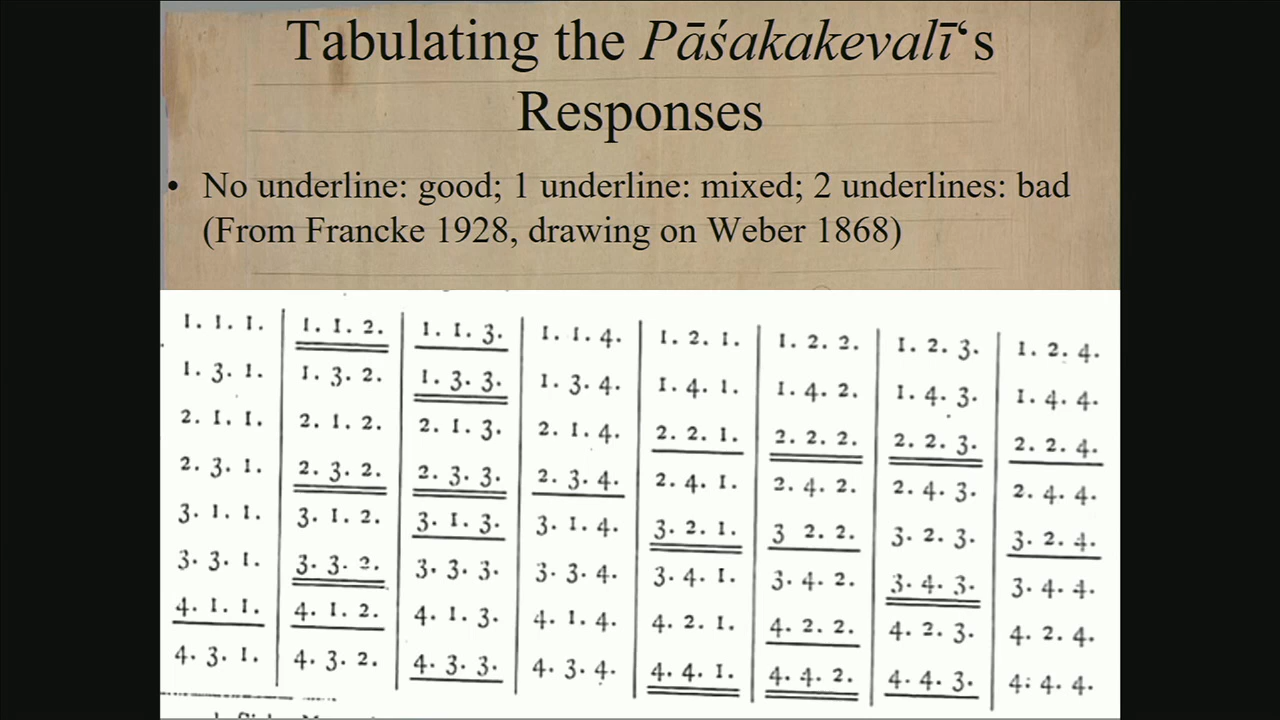 Tabulating the Pāśakakevalī‘s
Responses
• No underline: good; 1 underline: mixed; 2 underlines: bad
(From Francke 1928, drawing on Weber 1868)
1. 1. 1. 1. 1. 2. 1. 1. 3. 1. 1. 4. 1. 2. 1. 1. 2. 2. 1. 2. 3. 1. 2. 4.
1. 3. 1. 1. 3. 2. 1. 3. 3. 1. 3. 4. 1. 4. 1. 1. 4. 2. 1. 4. 3. 1. 4. 4.
2. 1. 1. 2. 1. 2. 2. 1. 3. 2. 1. 4. 2. 2. 1. 2. 2. 2. 2. 2. 3. 2. 2. 4.
2. 3. 1. 2. 3. 2. 2. 3. 3. 2. 3. 4. 2. 4. 1. 2. 4. 2. 2. 4. 3. 2. 4. 4.
3. 1. 1. 3. 1. 2. 3. 1. 3. 3. 1. 4. 3. 2. 1. 3 2. 2. 3. 2. 3. 3. 2. 4.
3. 3. 1. 3. 3. 2. 3. 3. 3. 3. 3. 4. 3. 4. 1. 3. 4. 2. 3. 4. 3. 3. 4. 4.
4. 1. 1. 4. 1. 2. 4. 1. 3. 4. 1. 4. 4. 2. 1. 4. 2. 2. 4. 2. 3. 4. 2. 4.
4. 3. 1. 4. 3. 2. 4. 3. 3. 4. 3. 4. 4. 4. 1. 4. 4. 2. 4. 4. 3. 4. 4. 4.